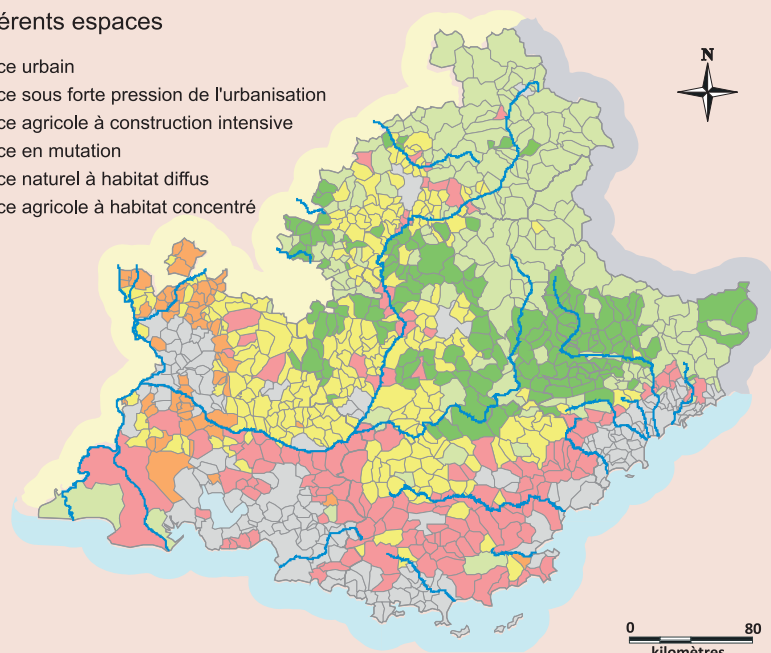 érents espaces
ce urbain
ce sous forte pression de l'urbanisation
ce agricole à construction intensive
ce en mutation
ce naturel à habitat diffus
ce agricole à habitat concentré
N
0 80
kilomètres